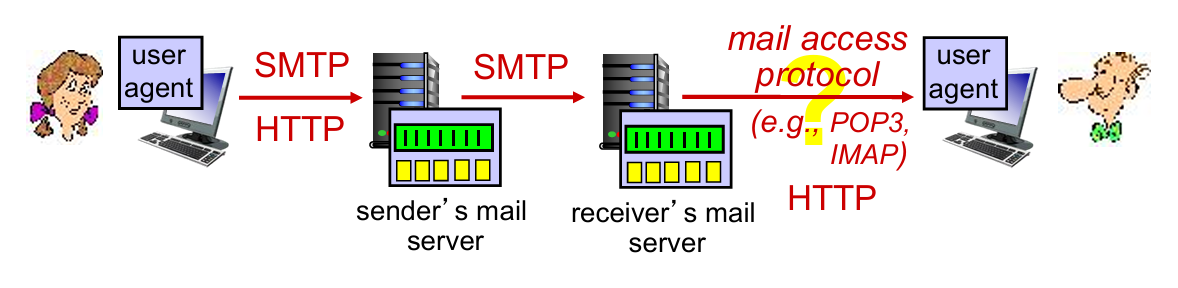 user
agent
SMTP
HTTP
SMTP
mail access
protocol
?
(e.g., POP3,
IMAP)
HTTP
user
agent
sender’s mail
server
receiver’s mail
server